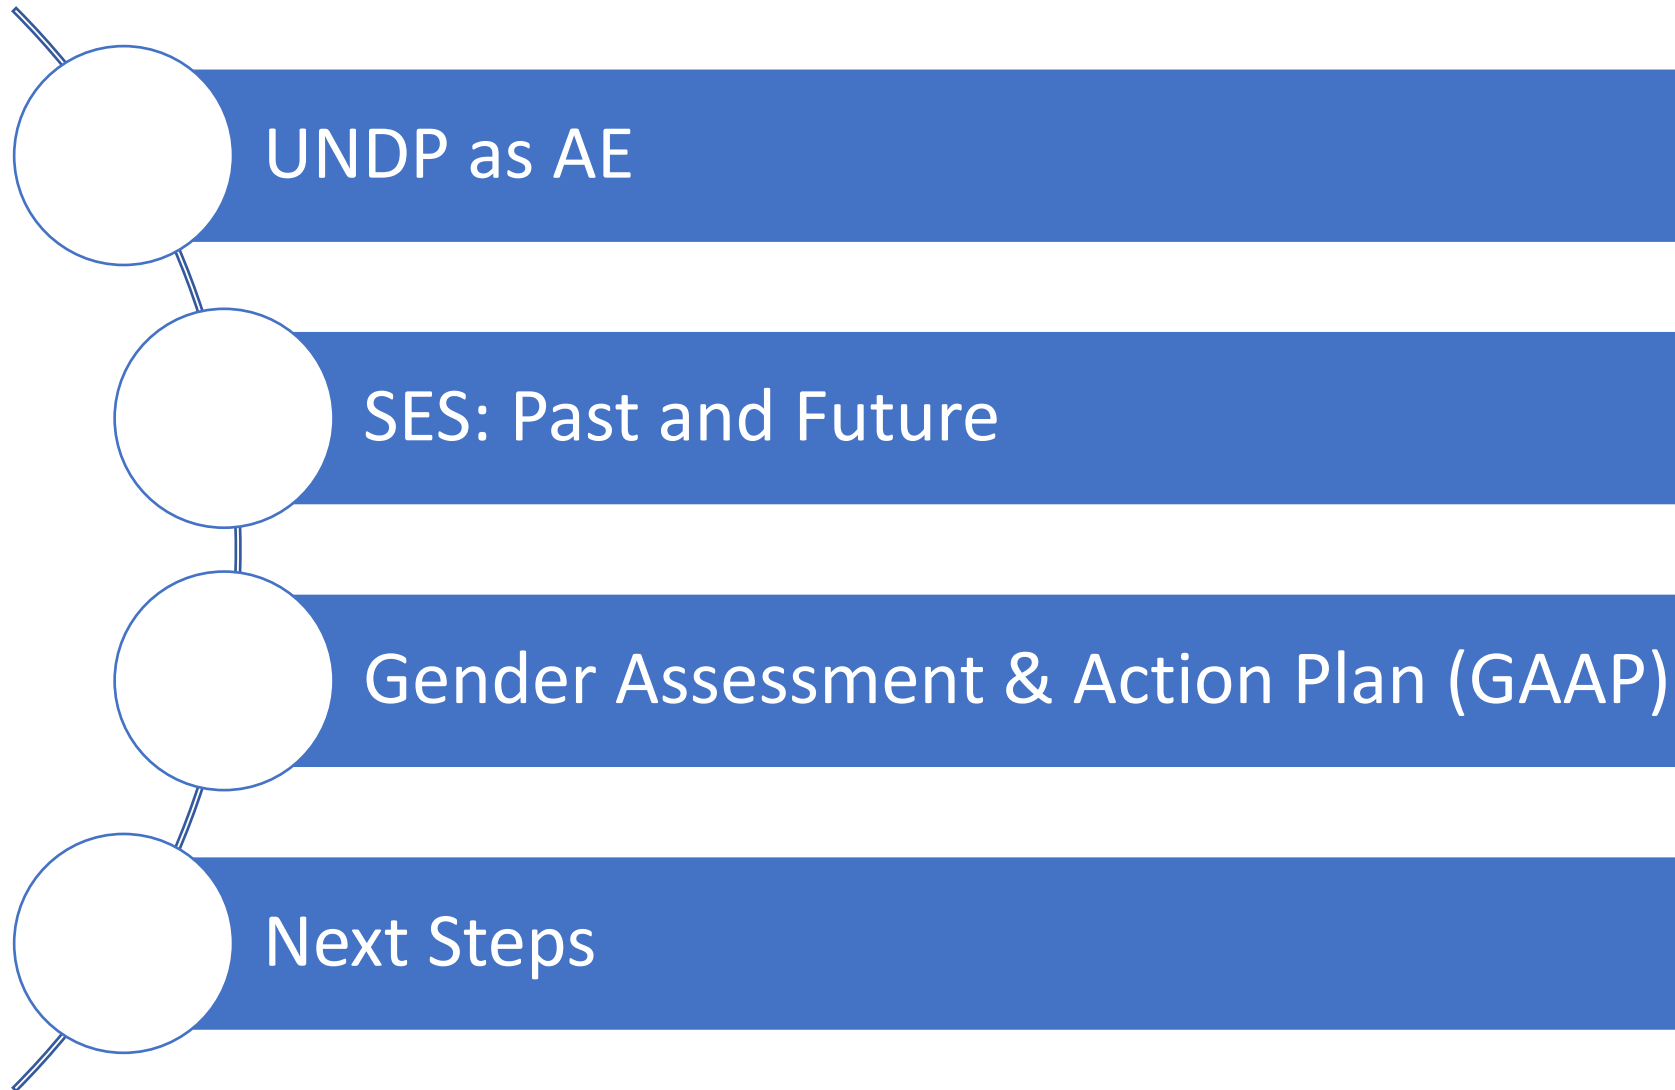 UNDP as AE
SES: Past and Future
Gender Assessment & Action Plan (GAAP)
Next Steps